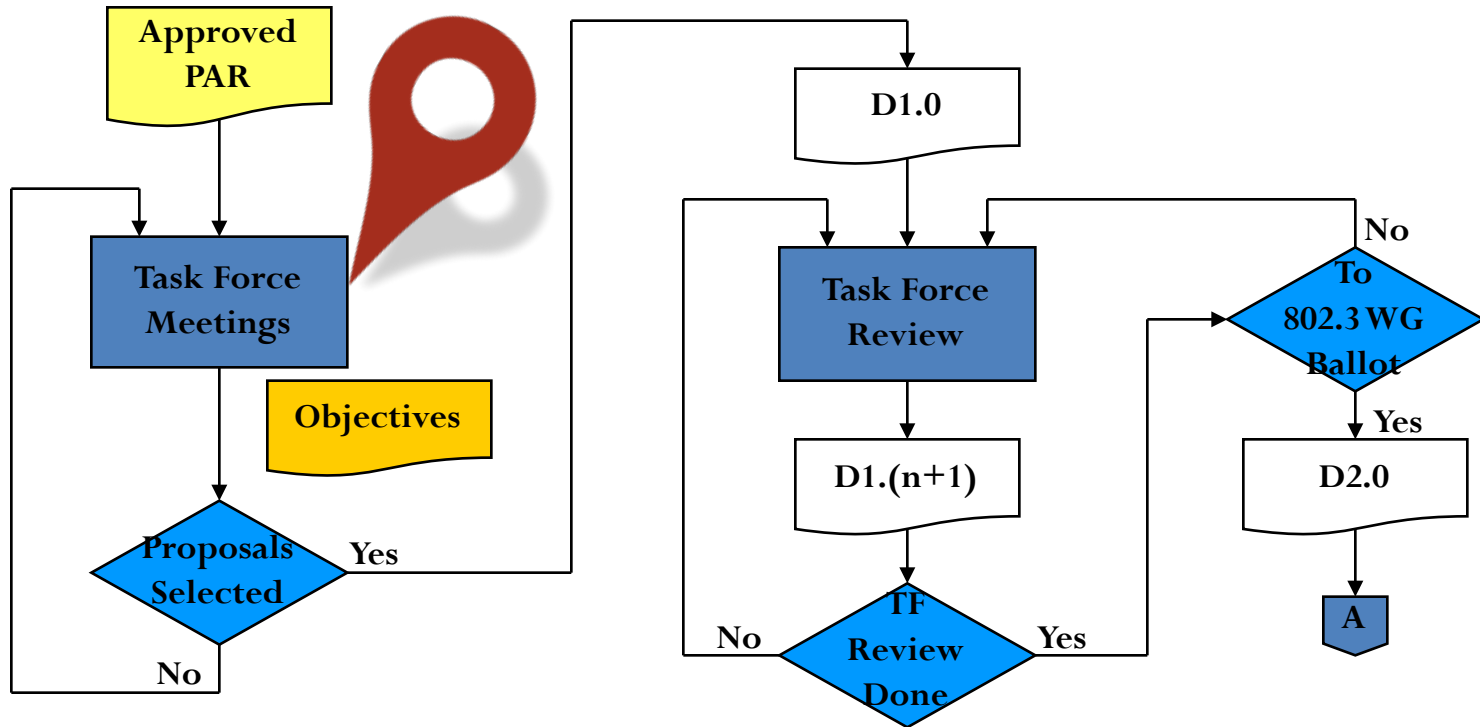 Approved
PAR
Task Force
Meetings
Objectives
Proposals
Selected
Yes
No
D1.0
Task Force
Review
D1.(n+1)
TF
Review
Done
No
Yes
No
To
802.3 WG
Ballot
Yes
D2.0
A